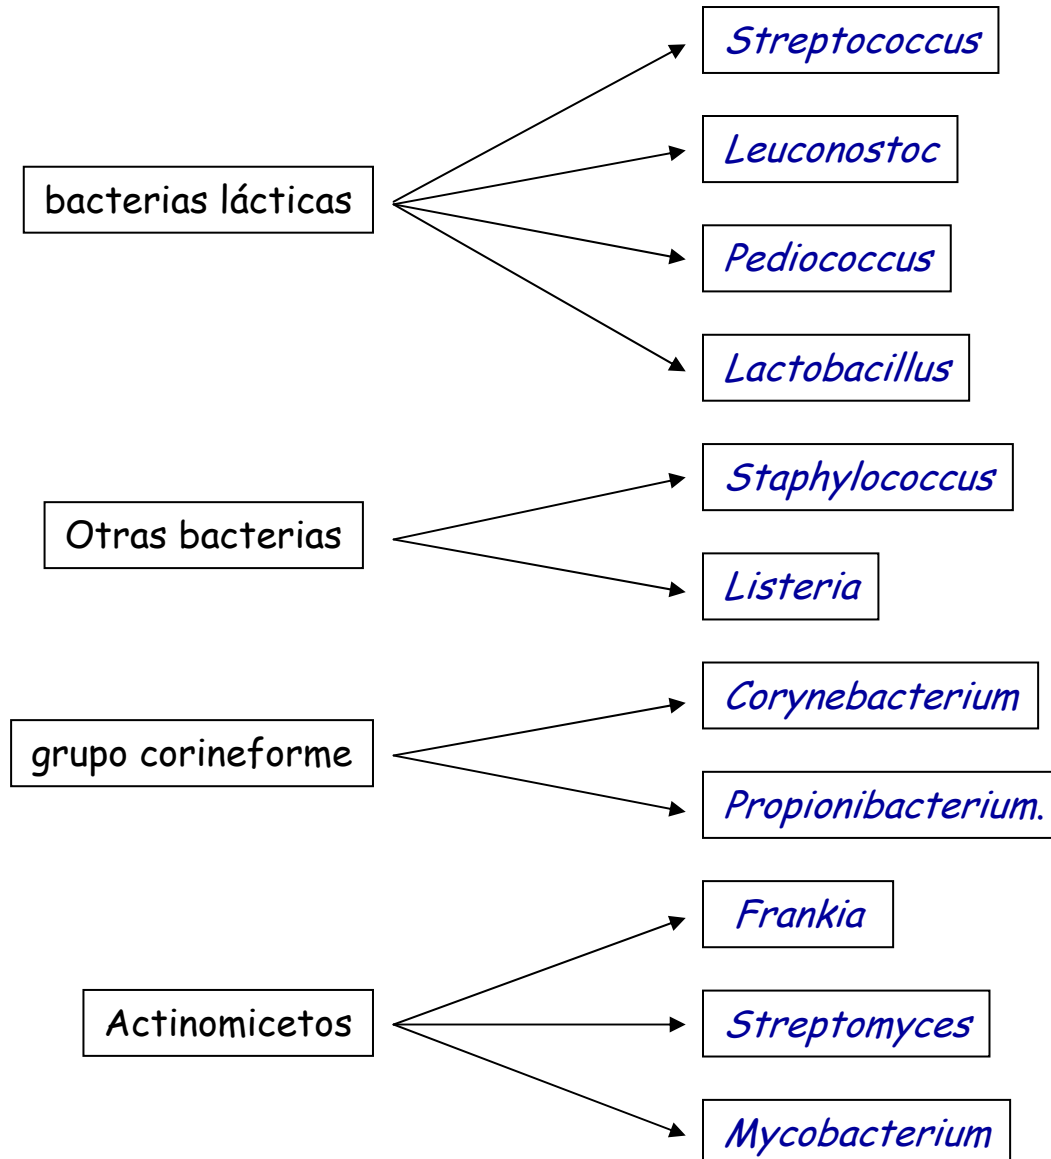 bacterias lácticas
Streptococcus
Leuconostoc
Pediococcus
Lactobacillus
Otras bacterias
Staphylococcus
Listeria
grupo corineforme
Corynebacterium
Propionibacterium.
Actinomicetos
Frankia
Streptomyces
Mycobacterium